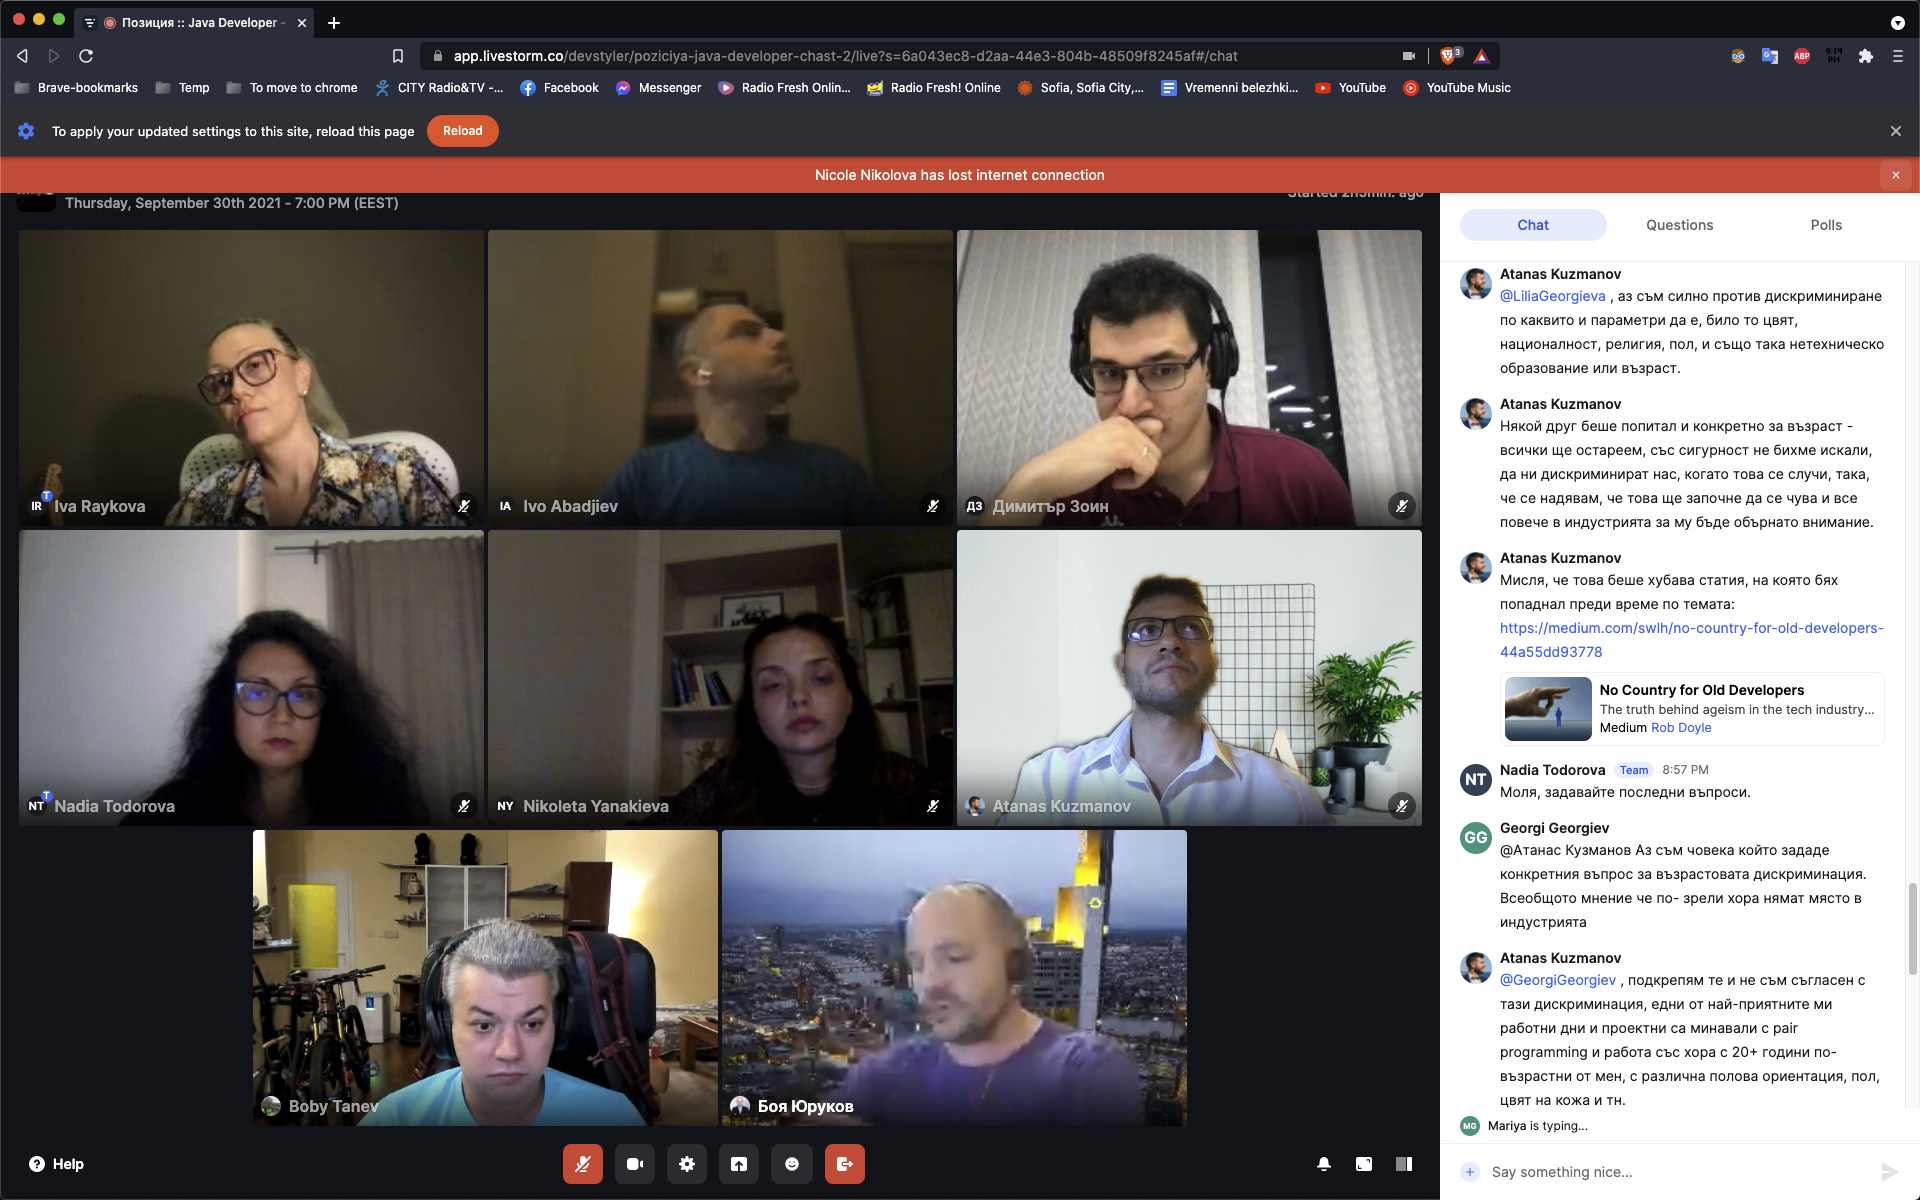 Позиция :: Java Developer -
app.livestorm.co/devstyler/poziciya-java-developer-chast-2/live?s=6a043ec8-d2aa-44e3-804b-48509f8245af#/chat
3
ABP
Brave-bookmarks
Temp
To move to chrome
CITY Radio&TV -...
Facebook
Messenger
Radio Fresh Onlin...
Radio Fresh! Online
Sofia, Sofia City,...
Vremenni belezhki...
YouTube
YouTube Music
To apply your updated settings to this site, reload this page
Reload
Nicole Nikolova has lost internet connection
Thursday, September 30th 2021 - 7:00 PM (EEST)
IR T Iva Raykova
IA Ivo Abadjiev
ДЗ Димитър Зоин
NT T Nadia Todorova
NY Nikoleta Yanakieva
Atanas Kuzmanov
Boby Tanev
Боя Юруков
Help
Chat
Questions
Polls
Atanas Kuzmanov
@LiliaGeorgieva , аз съм силно против дискриминиране
по каквито и параметри да е, било то цвят,
националност, религия, пол, и също така нетехническо
образование или възраст.
Atanas Kuzmanov
Някой друг беше попитал и конкретно за възраст -
всички ще остареем, със сигурност не бихме искали,
да ни дискриминират нас, когато това се случи, така,
че се надявам, че това ще започне да се чува и все
повече в индустрията за му бъде обърнато внимание.
Atanas Kuzmanov
Мисля, че това беше хубава статия, на която бях
попаднал преди време по темата:
https://medium.com/swlh/no-country-for-old-developers-
44a55dd93778
No Country for Old Developers
The truth behind ageism in the tech industry...
Medium Rob Doyle
NT
Nadia Todorova Team 8:57 PM
Моля, задавайте последни въпроси.
GG
Georgi Georgiev
@Атанас Кузманов Аз съм човека който зададе
конкретния въпрос за възрастовата дискриминация.
Всеобщото мнение че по- зрели хора нямат място в
индустрията
Atanas Kuzmanov
@GeorgiGeorgiev , подкрепям те и не съм съгласен с
тази дискриминация, едни от най-приятните ми
работни дни и проектни са минавали с pair
programming и работа със хора с 20+ години по-
възрастни от мен, с различна полова ориентация, пол,
цвят на кожа и тн.
MG Mariya is typing...
Say something nice...